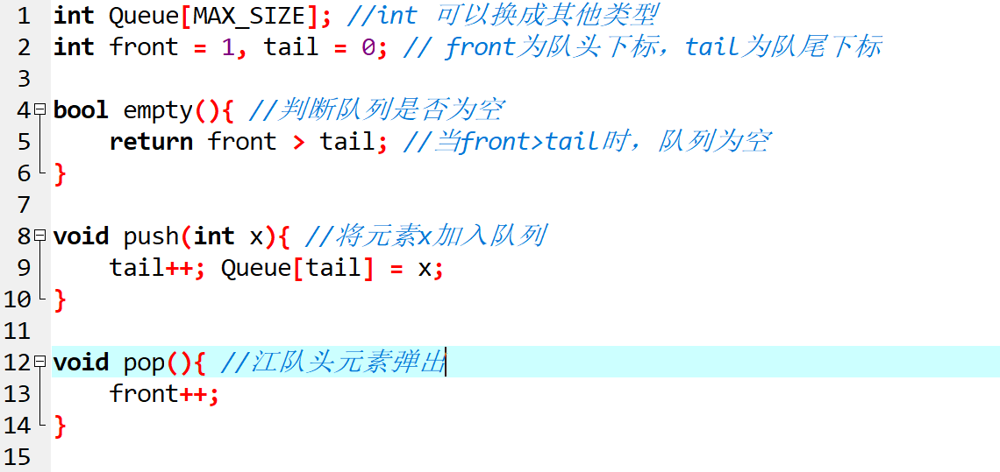 1 int Queue[MAX_SIZE]; //int 可以换成其他类型
2 int front = 1, tail = 0; // front为队头下标，tail为队尾下标
3
4 bool empty(){ //判断队列是否为空
5     return front > tail; //当front>tail时，队列为空
6 }
7
8 void push(int x){ //将元素x加入队列
9     tail++; Queue[tail] = x;
10 }
11
12 void pop(){ //江队头元素弹出
13     front++;
14 }
15